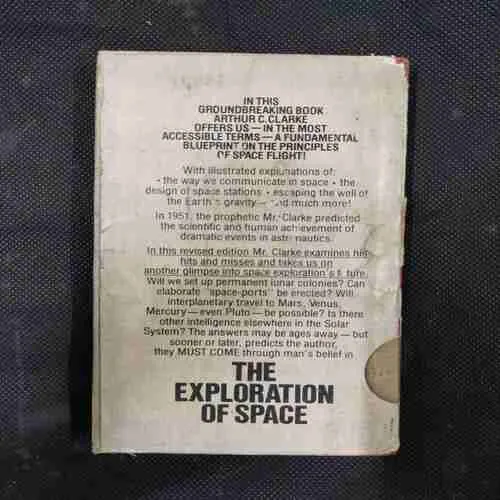 IN THIS
GROUNDBREAKING BOOK
ARTHUR C. CLARKE
OFFERS US — IN THE MOST
ACCESSIBLE TERMS — A FUNDAMENTAL
BLUEPRINT ON THE PRINCIPLES
OF SPACE FLIGHT!
With illustrated explanations of:
• the way we communicate in space • the
design of space stations • escaping the well of
the Earth's gravity — and much more!
In 1951, the prophetic Mr. Clarke predicted
the scientific and human achievement of
dramatic events in astronautics.
In this revised edition Mr. Clarke examines his
hits and misses and takes us on
another glimpse into space exploration's future.
Will we set up permanent lunar colonies? Can
elaborate "space-ports" be erected? Will
interplanetary travel to Mars, Venus,
Mercury — even Pluto — be possible? Is there
other intelligence elsewhere in the Solar
System? The answers may be ages away — but
sooner or later, predicts the author,
they MUST COME through man's belief in
THE
EXPLORATION
OF SPACE